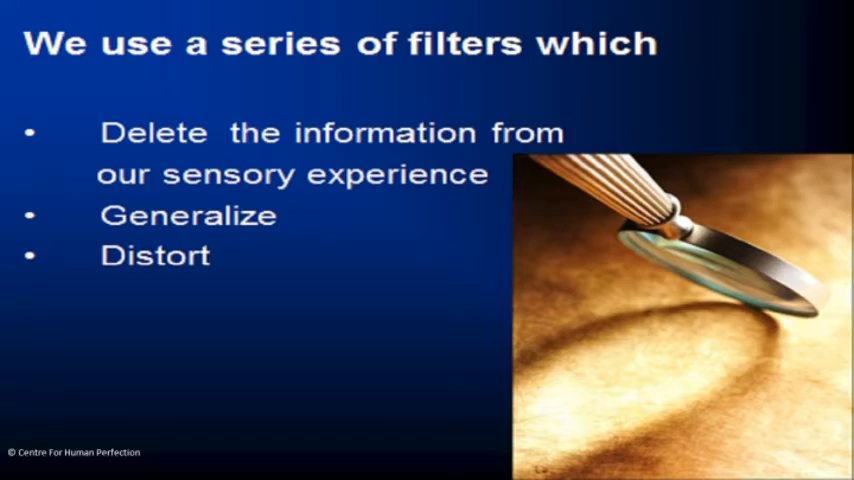 We use a series of filters which
• Delete the information from
our sensory experience
• Generalize
• Distort
© Centre For Human Perfection